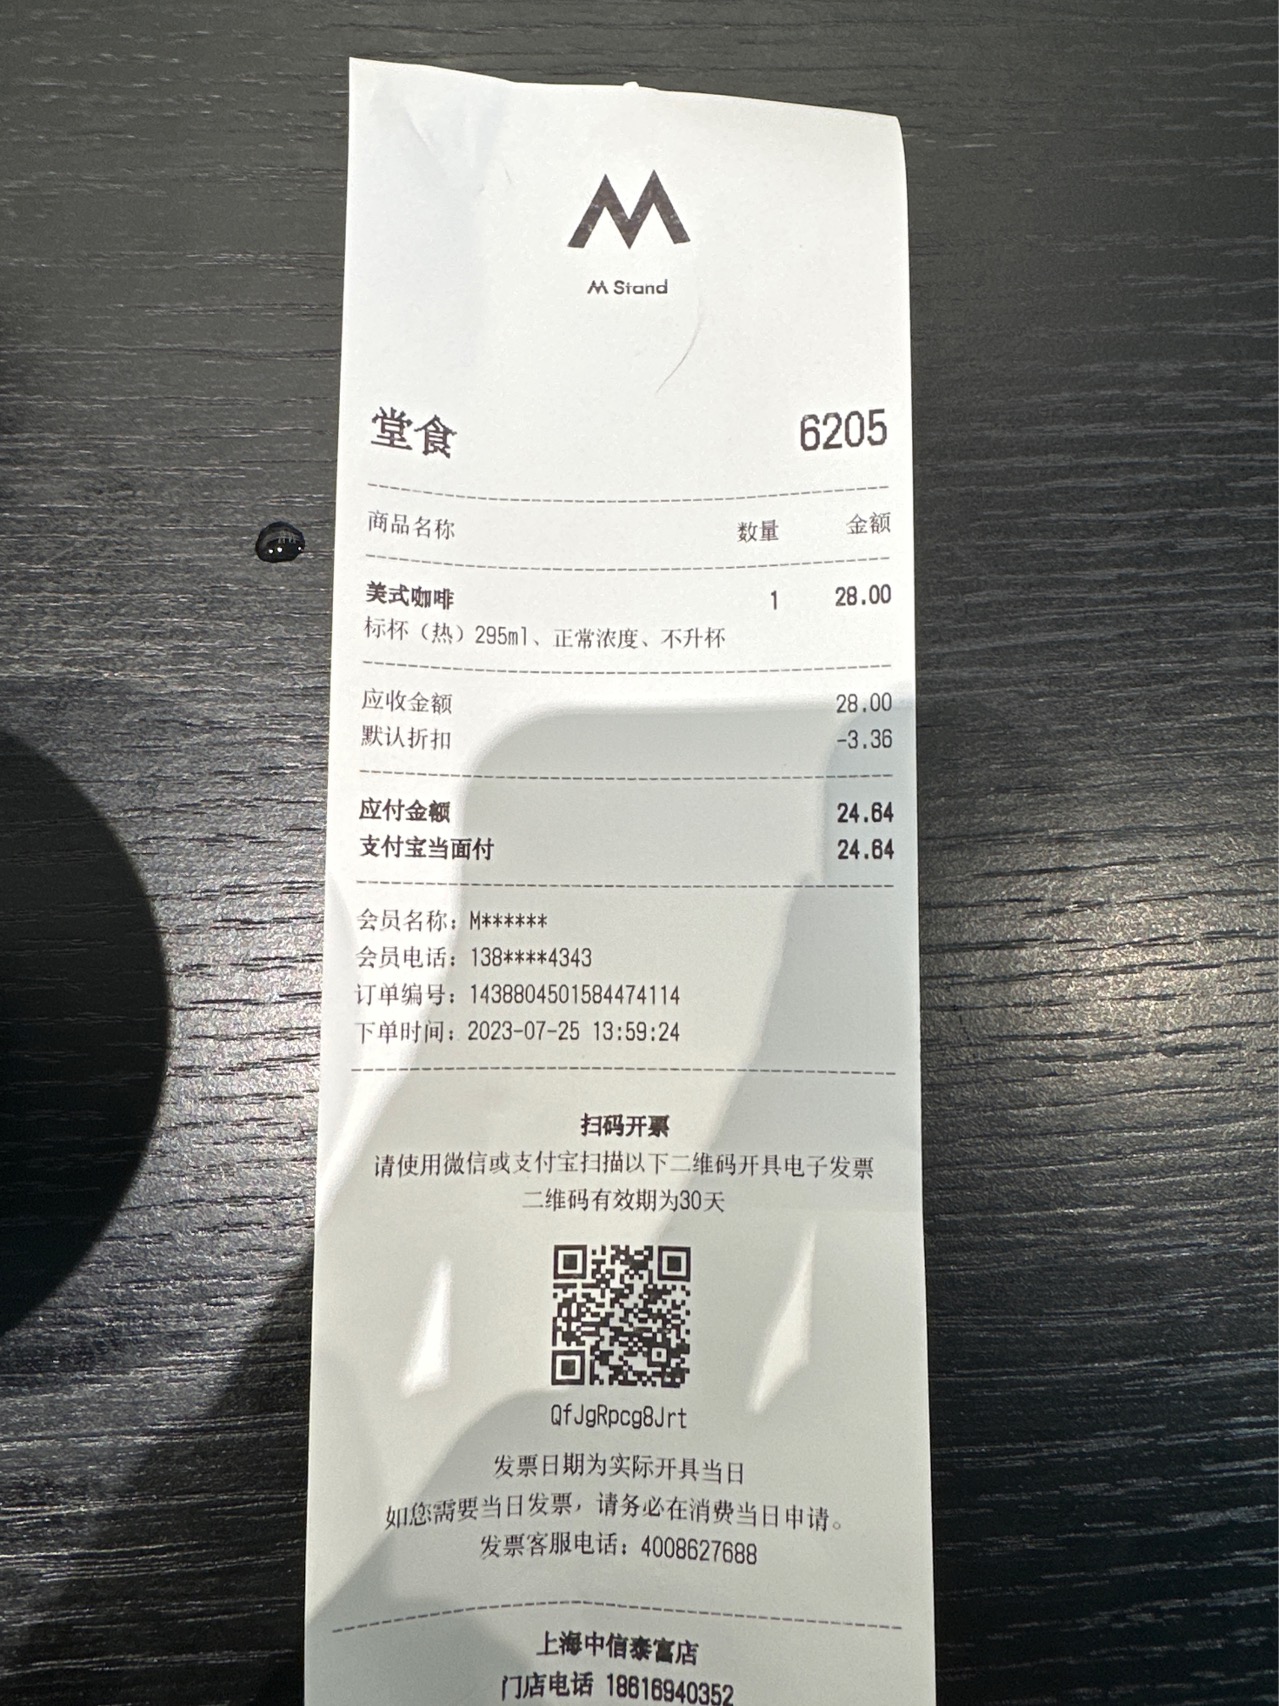 M Stand
堂食 6205
商品名称 数量 金额
美式咖啡 1 28.00
标杯（热）295ml、正常浓度、不升杯
应收金额 28.00
默认折扣 -3.36
应付金额 24.64
支付宝当面付 24.64
会员名称：M******
会员电话：138****4343
订单编号：1438804501584474114
下单时间：2023-07-25 13:59:24
扫码开票
请使用微信或支付宝扫描以下二维码开具电子发票
二维码有效期为30天
QfJgRpcg8Jrt
发票日期为实际开具当日
如您需要当日发票，请务必在消费当日申请。
发票客服电话：4008627688
上海中信泰富店
门店电话 18616940352